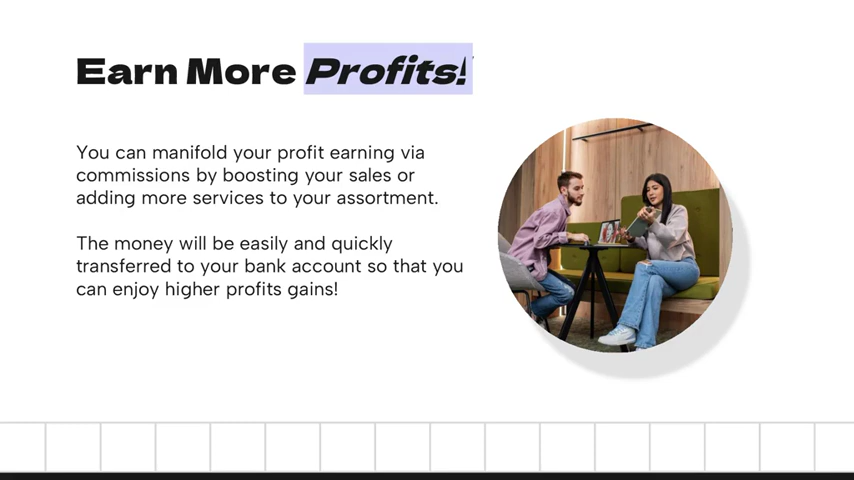 Earn More Profits!
You can manifold your profit earning via
commissions by boosting your sales or
adding more services to your assortment.
The money will be easily and quickly
transferred to your bank account so that you
can enjoy higher profits gains!